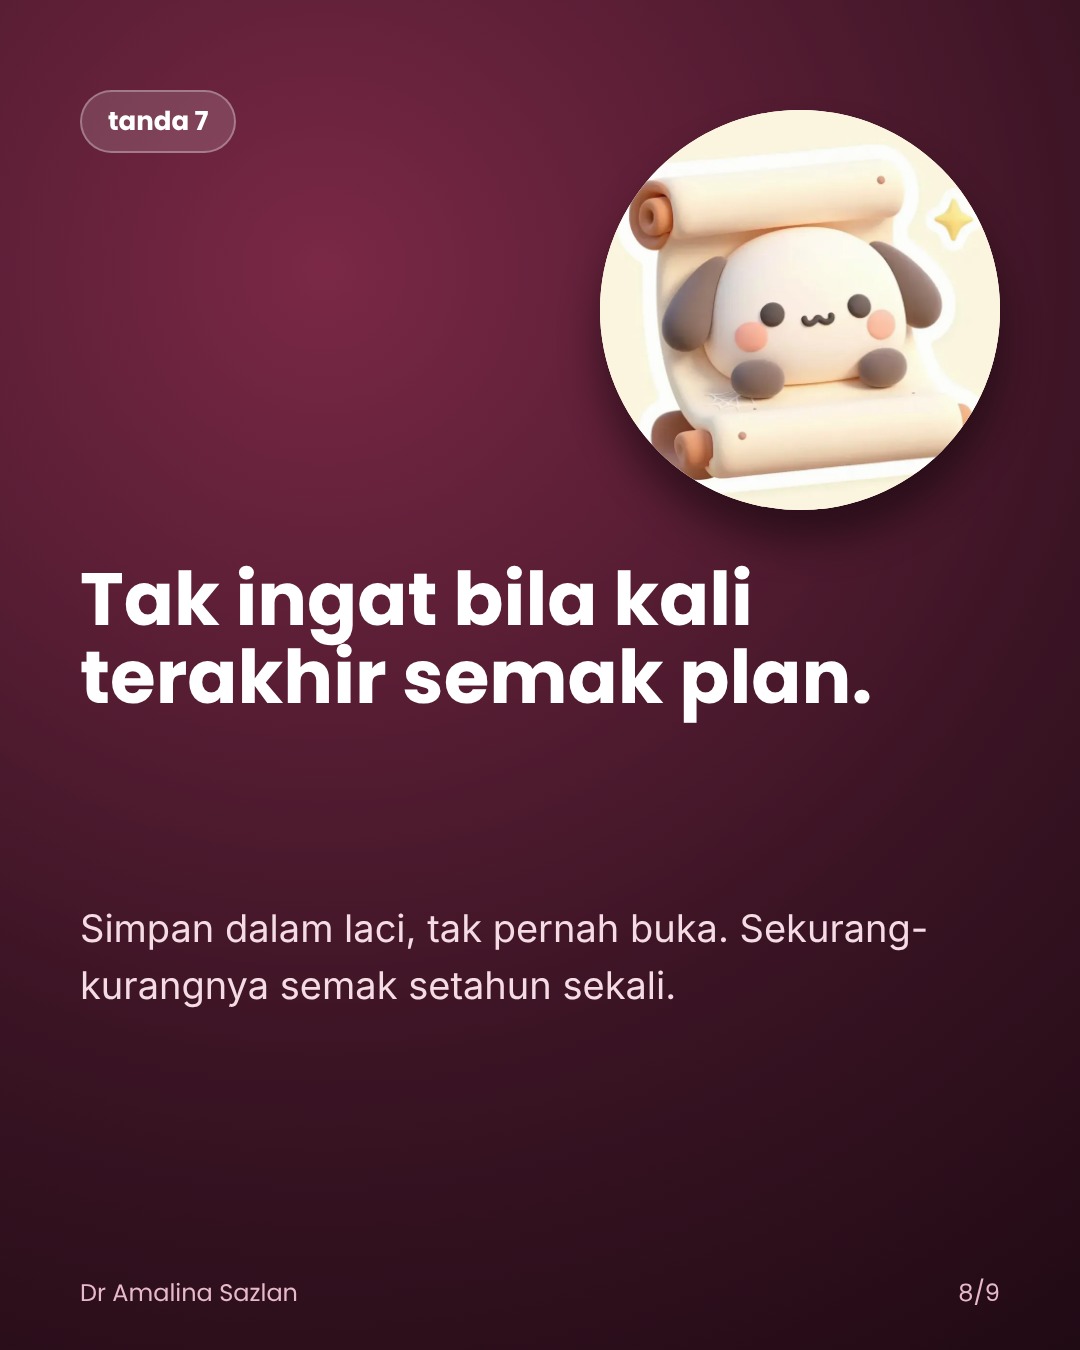 tanda 7
Tak ingat bila kali
terakhir semak plan.
Simpan dalam laci, tak pernah buka. Sekurang-
kurangnya semak setahun sekali.
Dr Amalina Sazlan
8/9